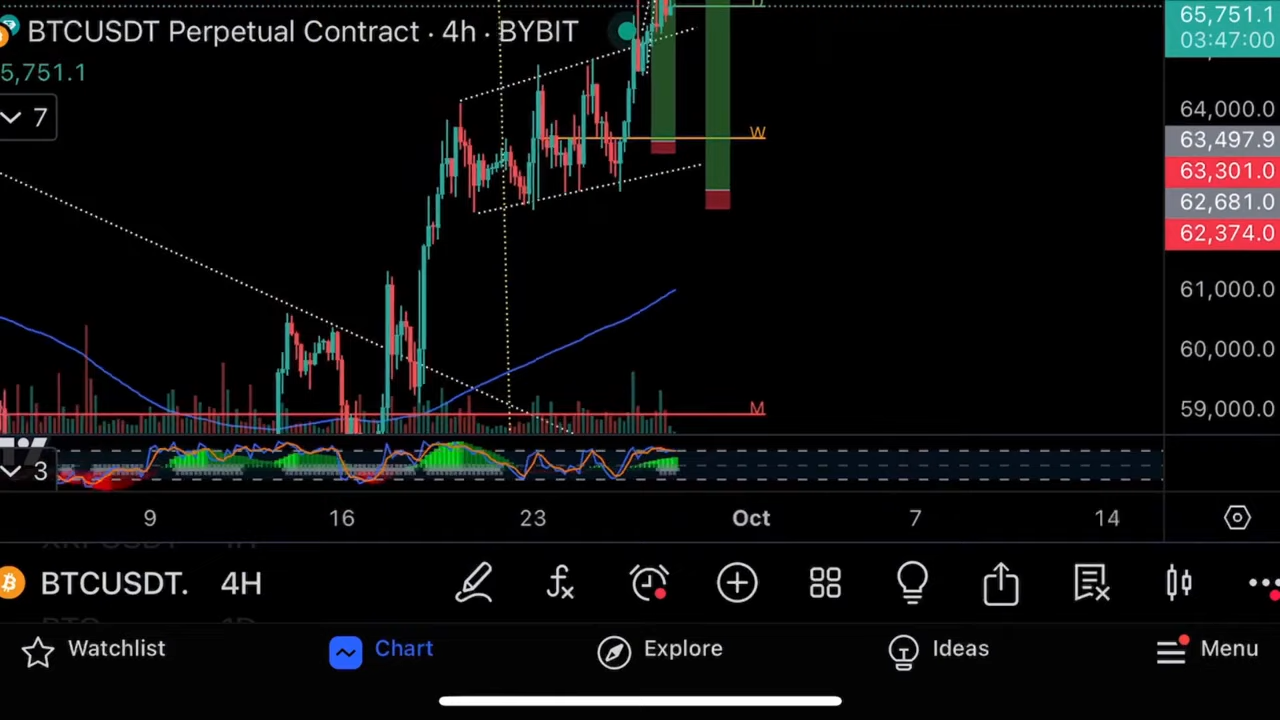 BTCUSDT Perpetual Contract · 4h · BYBIT
5,751.1
7
65,751.1
03:47:00
64,000.0
63,497.9
63,301.0
62,681.0
62,374.0
61,000.0
60,000.0
59,000.0
W
M
3
9 16 23 Oct 7 14
BTCUSDT. 4H
Watchlist Chart Explore Ideas Menu